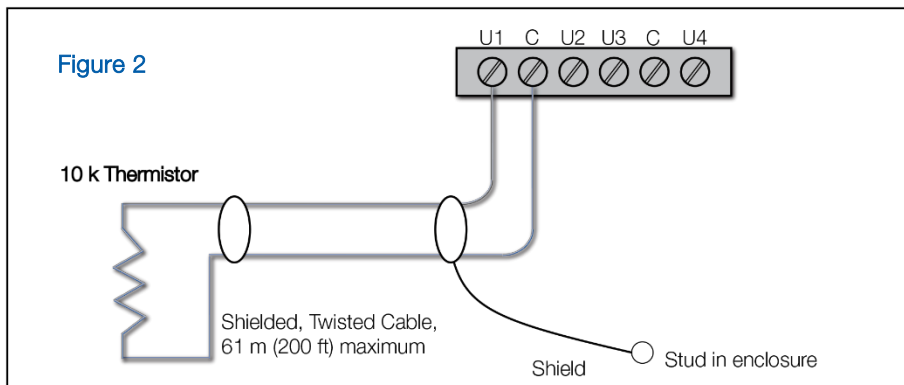 Figure 2
U1 C U2 U3 C U4
10 k Thermistor
Shielded, Twisted Cable,
61 m (200 ft) maximum
Shield
Stud in enclosure